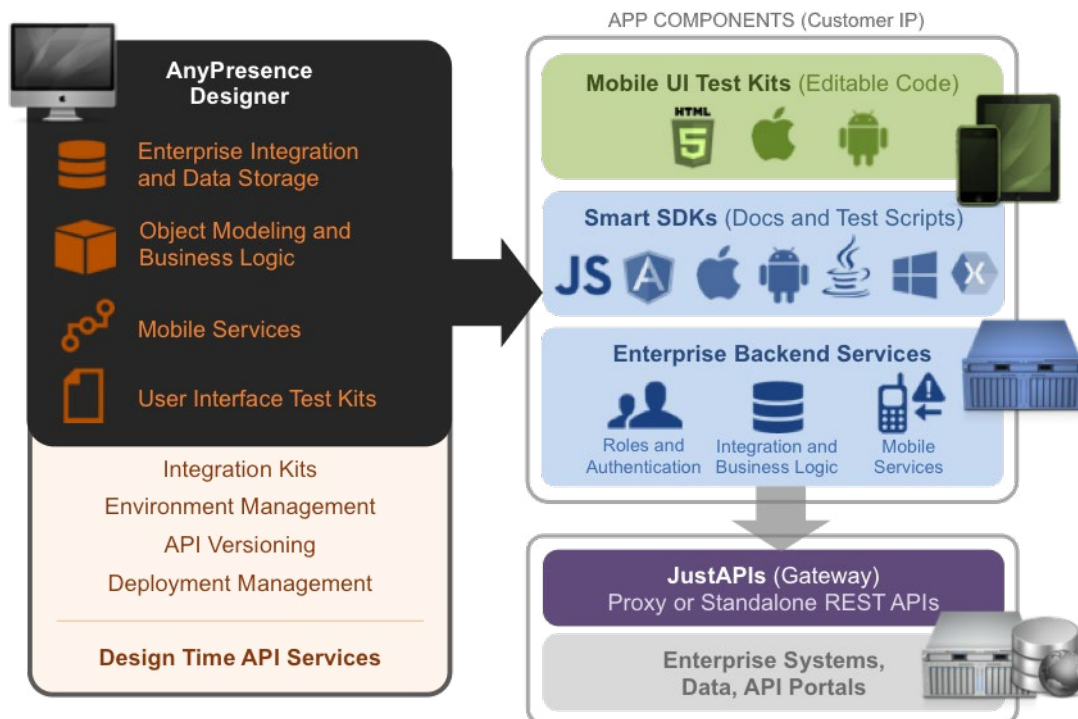 AnyPresence
Designer
Enterprise Integration
and Data Storage
Object Modeling and
Business Logic
Mobile Services
User Interface Test Kits
Integration Kits
Environment Management
API Versioning
Deployment Management
Design Time API Services
APP COMPONENTS (Customer IP)
Mobile UI Test Kits (Editable Code)
HTML
5
Smart SDKs (Docs and Test Scripts)
JS
A
X
Enterprise Backend Services
Roles and
Authentication
Integration and
Business Logic
Mobile
Services
JustAPIs (Gateway)
Proxy or Standalone REST APIs
Enterprise Systems,
Data, API Portals